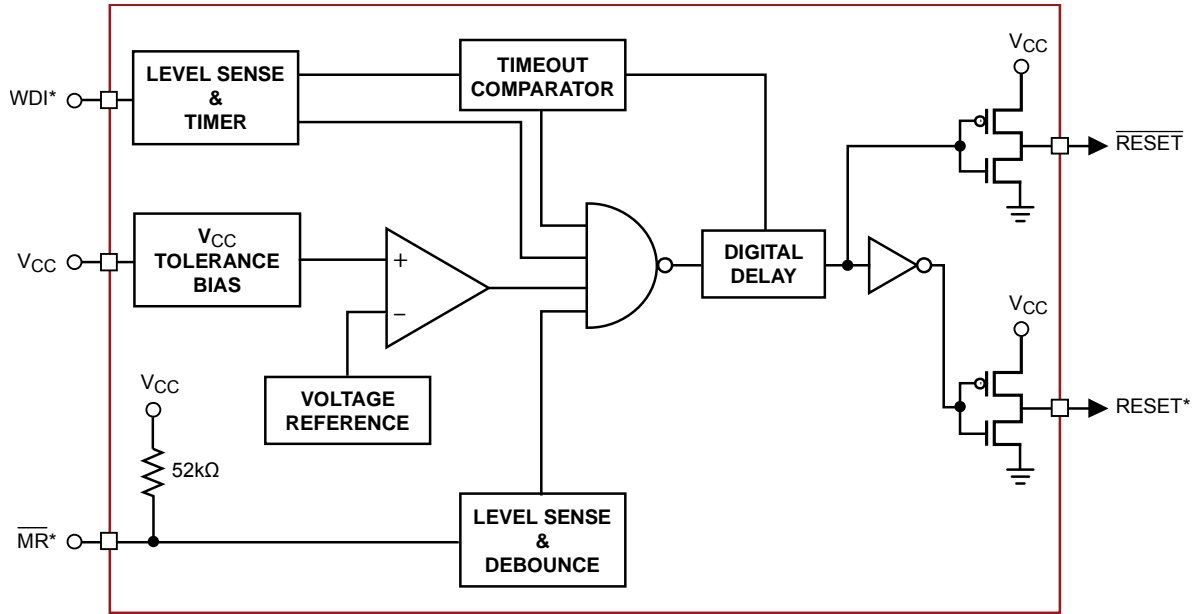 WDI*
LEVEL SENSE
&
TIMER
TIMEOUT
COMPARATOR
VCC
RESET
VCC
VCC
TOLERANCE
BIAS
+
−
DIGITAL
DELAY
VOLTAGE
REFERENCE
VCC
RESET*
VCC
52kΩ
MR*
LEVEL SENSE
&
DEBOUNCE